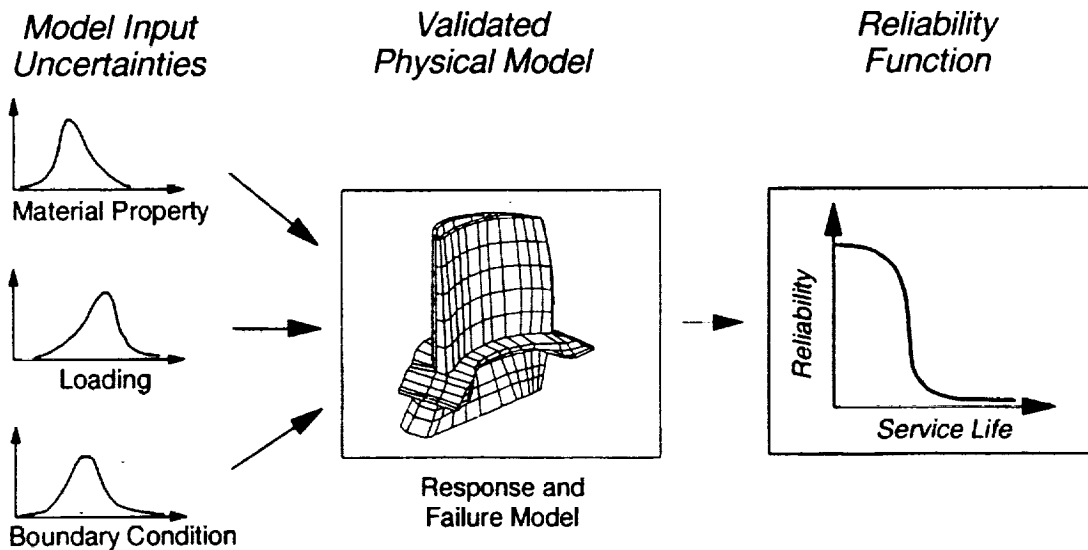 Model Input
Uncertainties
Validated
Physical Model
Reliability
Function
Material Property
Loading
Boundary Condition
Response and
Failure Model
Reliability
Service Life